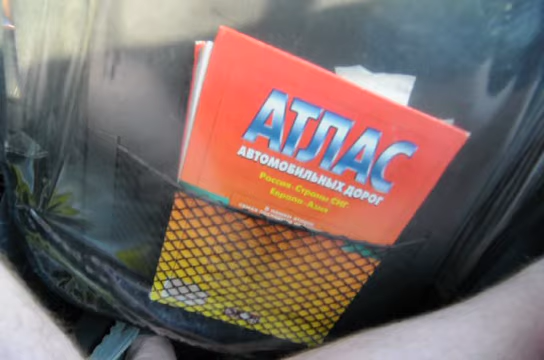 АТЛАС
АВТОМОБИЛЬНЫХ ДОРОГ
Россия·Страны СНГ
Европа·Азия